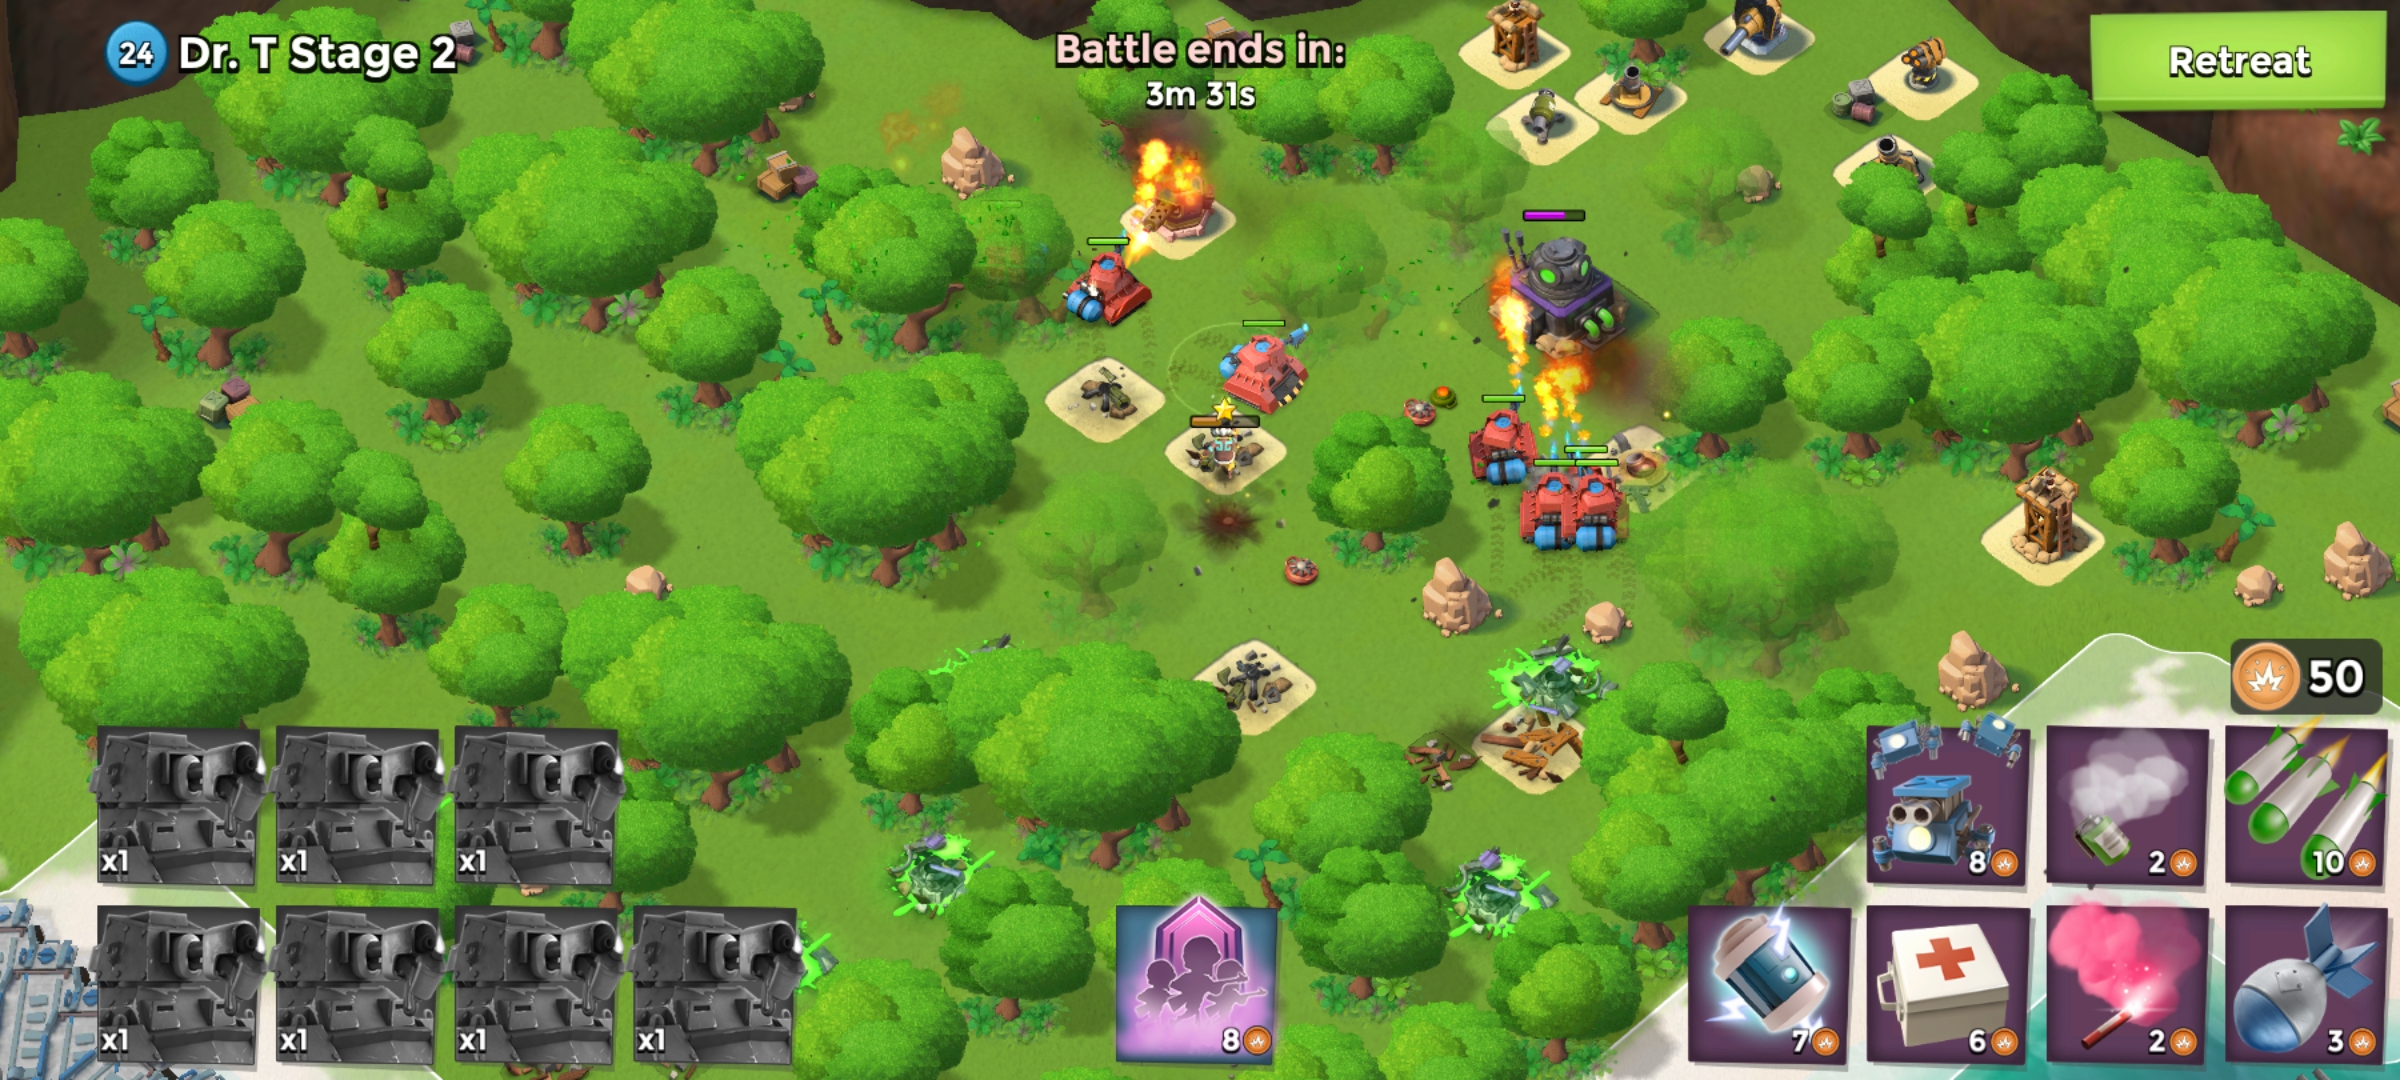 24 Dr. T Stage 2
Battle ends in:
3m 31s
Retreat
50
x1 x1 x1
8 2 10
x1 x1 x1 x1
8
7 6 2 3